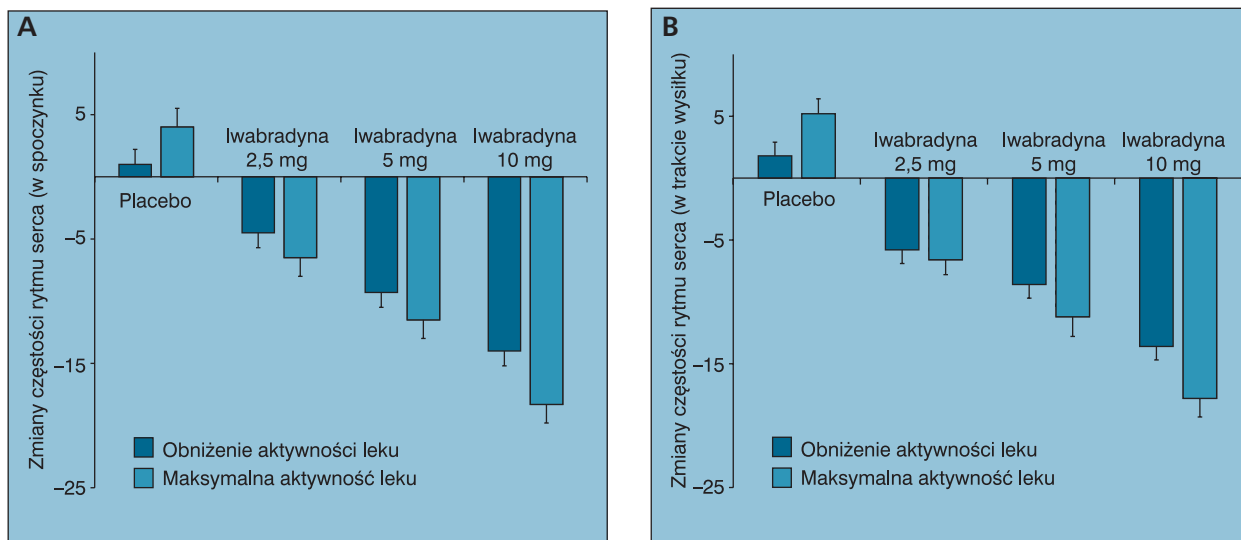 A
Zmiany częstości rytmu serca (w spoczynku)
5
−5
−15
−25
Placebo
Iwabradyna
2,5 mg
Iwabradyna
5 mg
Iwabradyna
10 mg
Obniżenie aktywności leku
Maksymalna aktywność leku
B
Zmiany częstości rytmu serca (w trakcie wysiłku)
5
−5
−15
−25
Placebo
Iwabradyna
2,5 mg
Iwabradyna
5 mg
Iwabradyna
10 mg
Obniżenie aktywności leku
Maksymalna aktywność leku